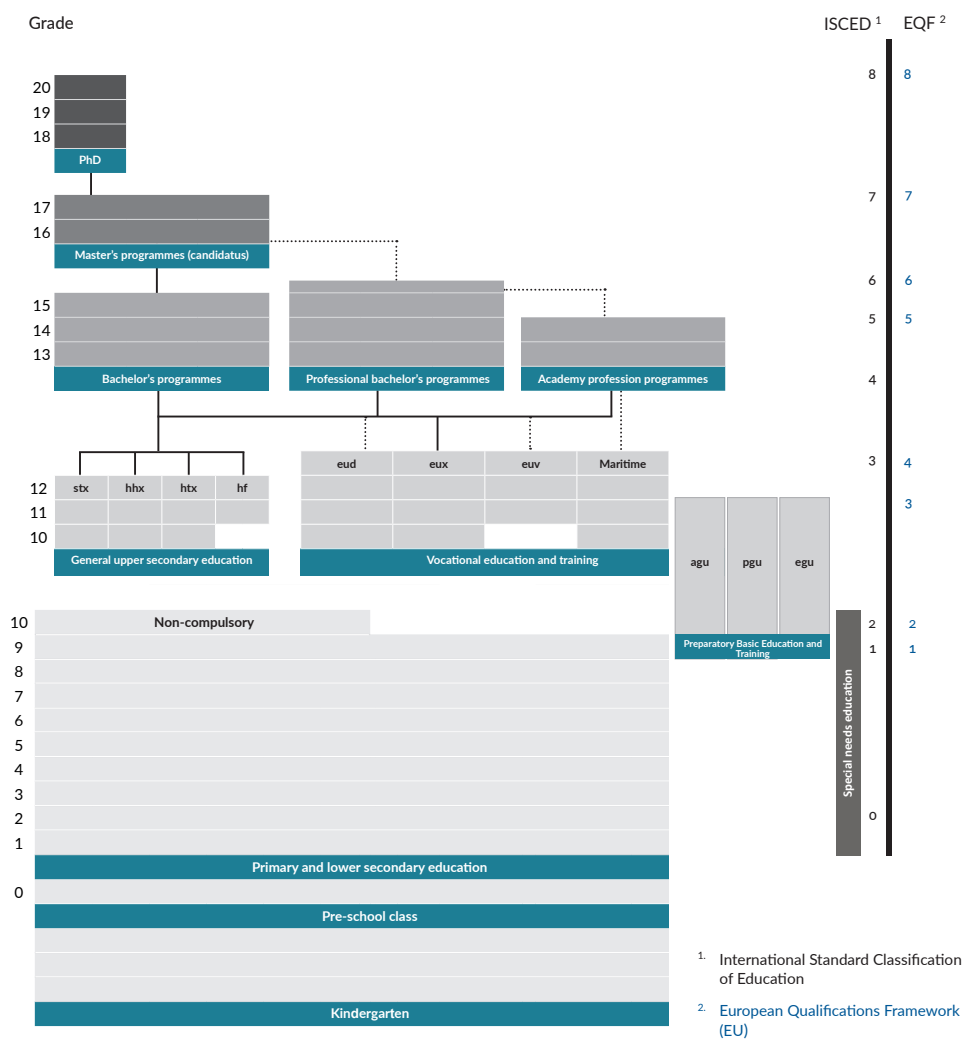 Grade
ISCED 1
EQF 2
8
8
20
19
18
PhD
7
7
17
16
Master's programmes (candidatus)
6
6
15
5
5
14
13
Bachelor's programmes
Professional bachelor's programmes
Academy profession programmes
4
3
4
eud
eux
euv
Maritime
12
stx
hhx
htx
hf
3
11
10
General upper secondary education
Vocational education and training
agu
pgu
egu
10
Non-compulsory
2
2
9
Preparatory Basic Education and
Training
1
1
8
7
6
5
4
3
2
1
Special needs education
0
Primary and lower secondary education
0
Pre-school class
Kindergarten
1. International Standard Classification
of Education
2. European Qualifications Framework
(EU)